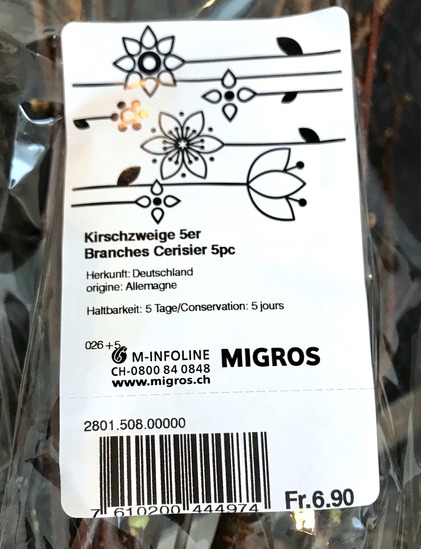 Kirschzweige 5er
Branches Cerisier 5pc
Herkunft: Deutschland
origine: Allemagne
Haltbarkeit: 5 Tage/Conservation: 5 jours
026 +5
M-INFOLINE
CH-0800 84 0848
www.migros.ch
MIGROS
2801.508.00000
7 610200 444974
Fr.6.90